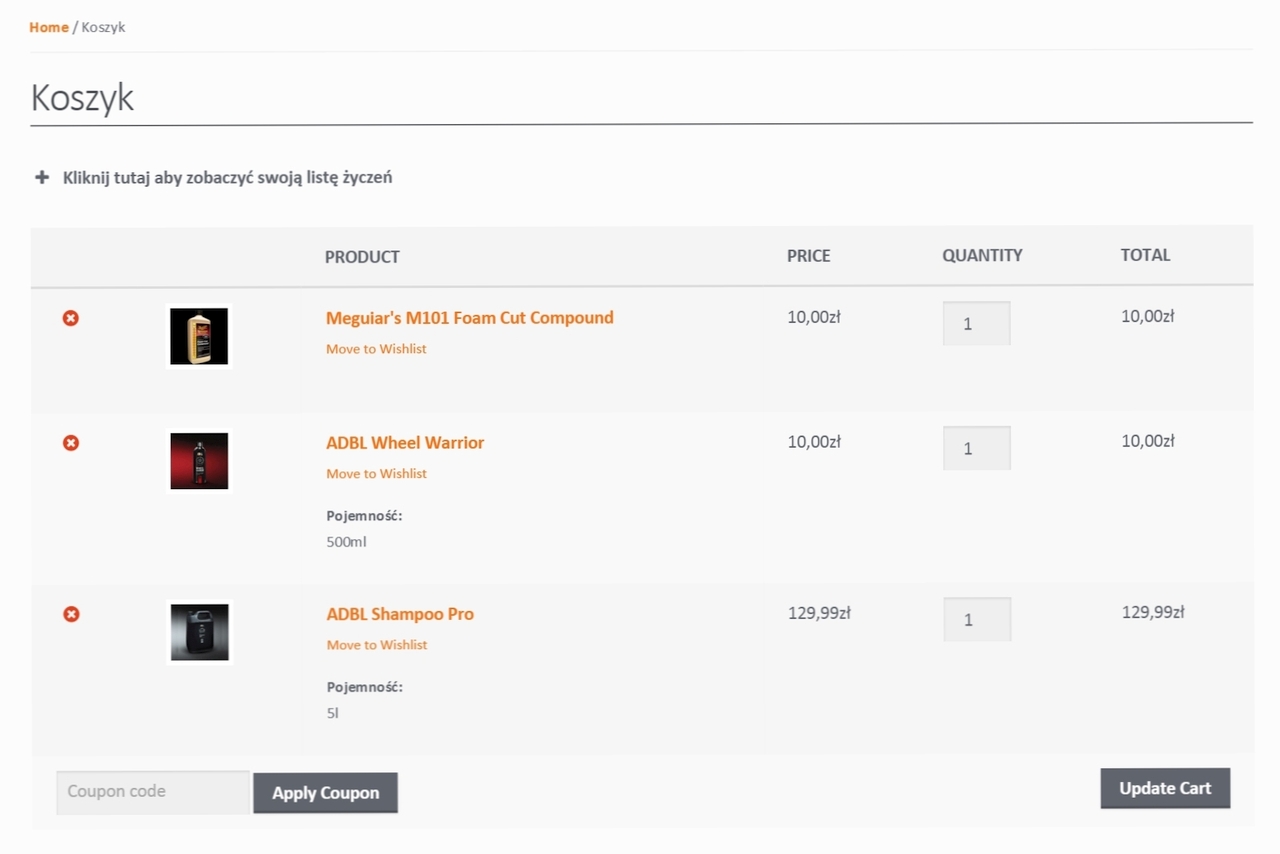 Home / Koszyk
Koszyk
Kliknij tutaj aby zobaczyć swoją listę życzeń
PRODUCT PRICE QUANTITY TOTAL
Meguiar's M101 Foam Cut Compound 10,00zł 1 10,00zł
Move to Wishlist
ADBL Wheel Warrior 10,00zł 1 10,00zł
Move to Wishlist
Pojemność:
500ml
ADBL Shampoo Pro 129,99zł 1 129,99zł
Move to Wishlist
Pojemność:
5l
Coupon code Apply Coupon Update Cart